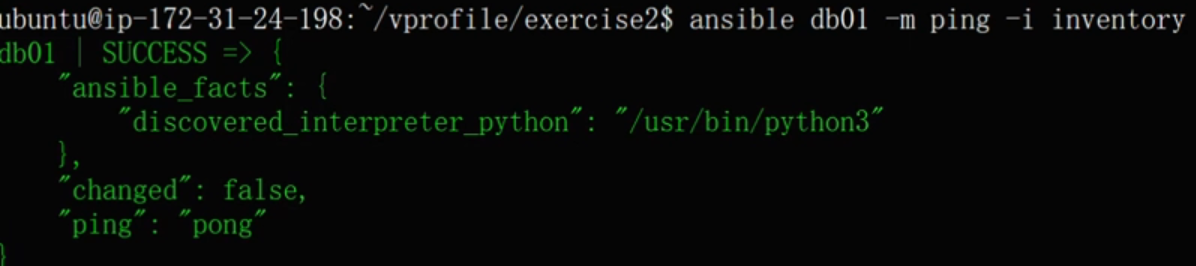 ubuntu@ip-172-31-24-198:~/vprofile/exercise2$ ansible db01 -m ping -i inventory
db01 | SUCCESS => {
    "ansible_facts": {
        "discovered_interpreter_python": "/usr/bin/python3"
    },
    "changed": false,
    "ping": "pong"
}